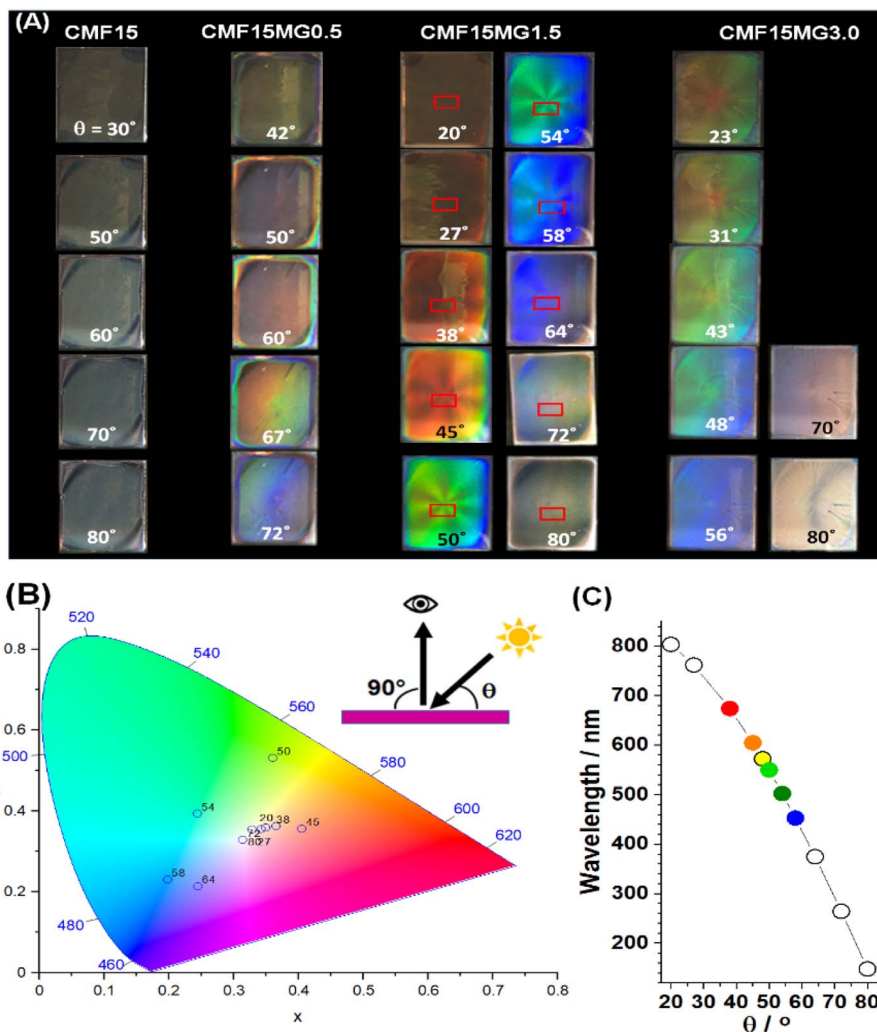 (A)
CMF15 CMF15MG0.5 CMF15MG1.5 CMF15MG3.0
θ = 30° 42° 20° 54° 23°
50° 50° 27° 58° 31°
60° 60° 38° 64° 43°
70° 67° 45° 72° 48° 70°
80° 72° 50° 80° 56° 80°
(B)
520
540
560
580
600
620
500
480
460
50
54
20
38
45
72
80
27
58
64
90°
θ
0.8
0.6
0.4
0.2
0
0 0.1 0.2 0.3 0.4 0.5 0.6 0.7 0.8
x
(C)
Wavelength / nm
800
700
600
500
400
300
200
20 30 40 50 60 70 80
θ / °